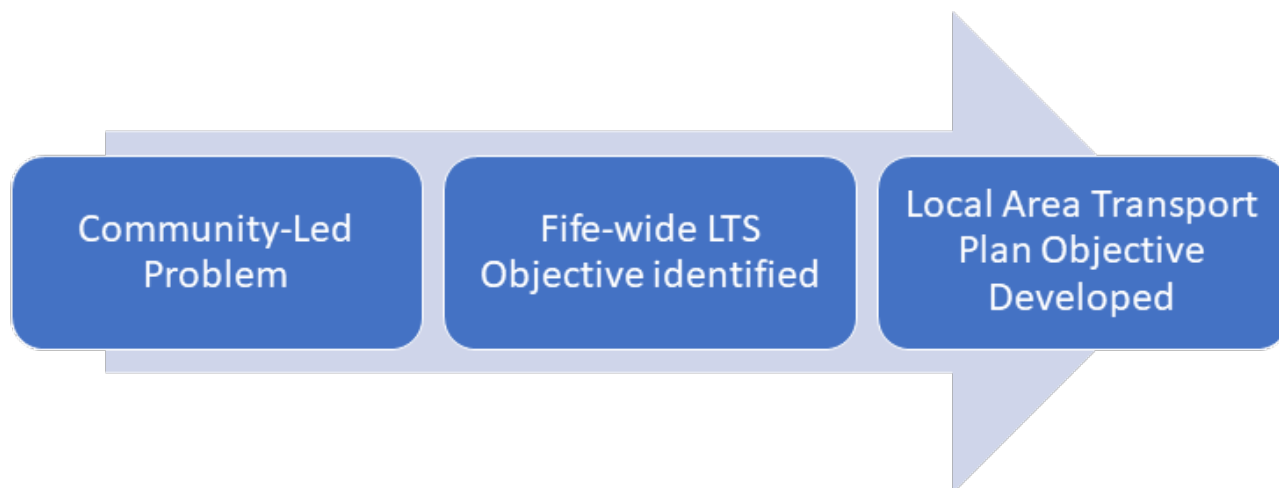 Community-Led
Problem
Fife-wide LTS
Objective identified
Local Area Transport
Plan Objective
Developed